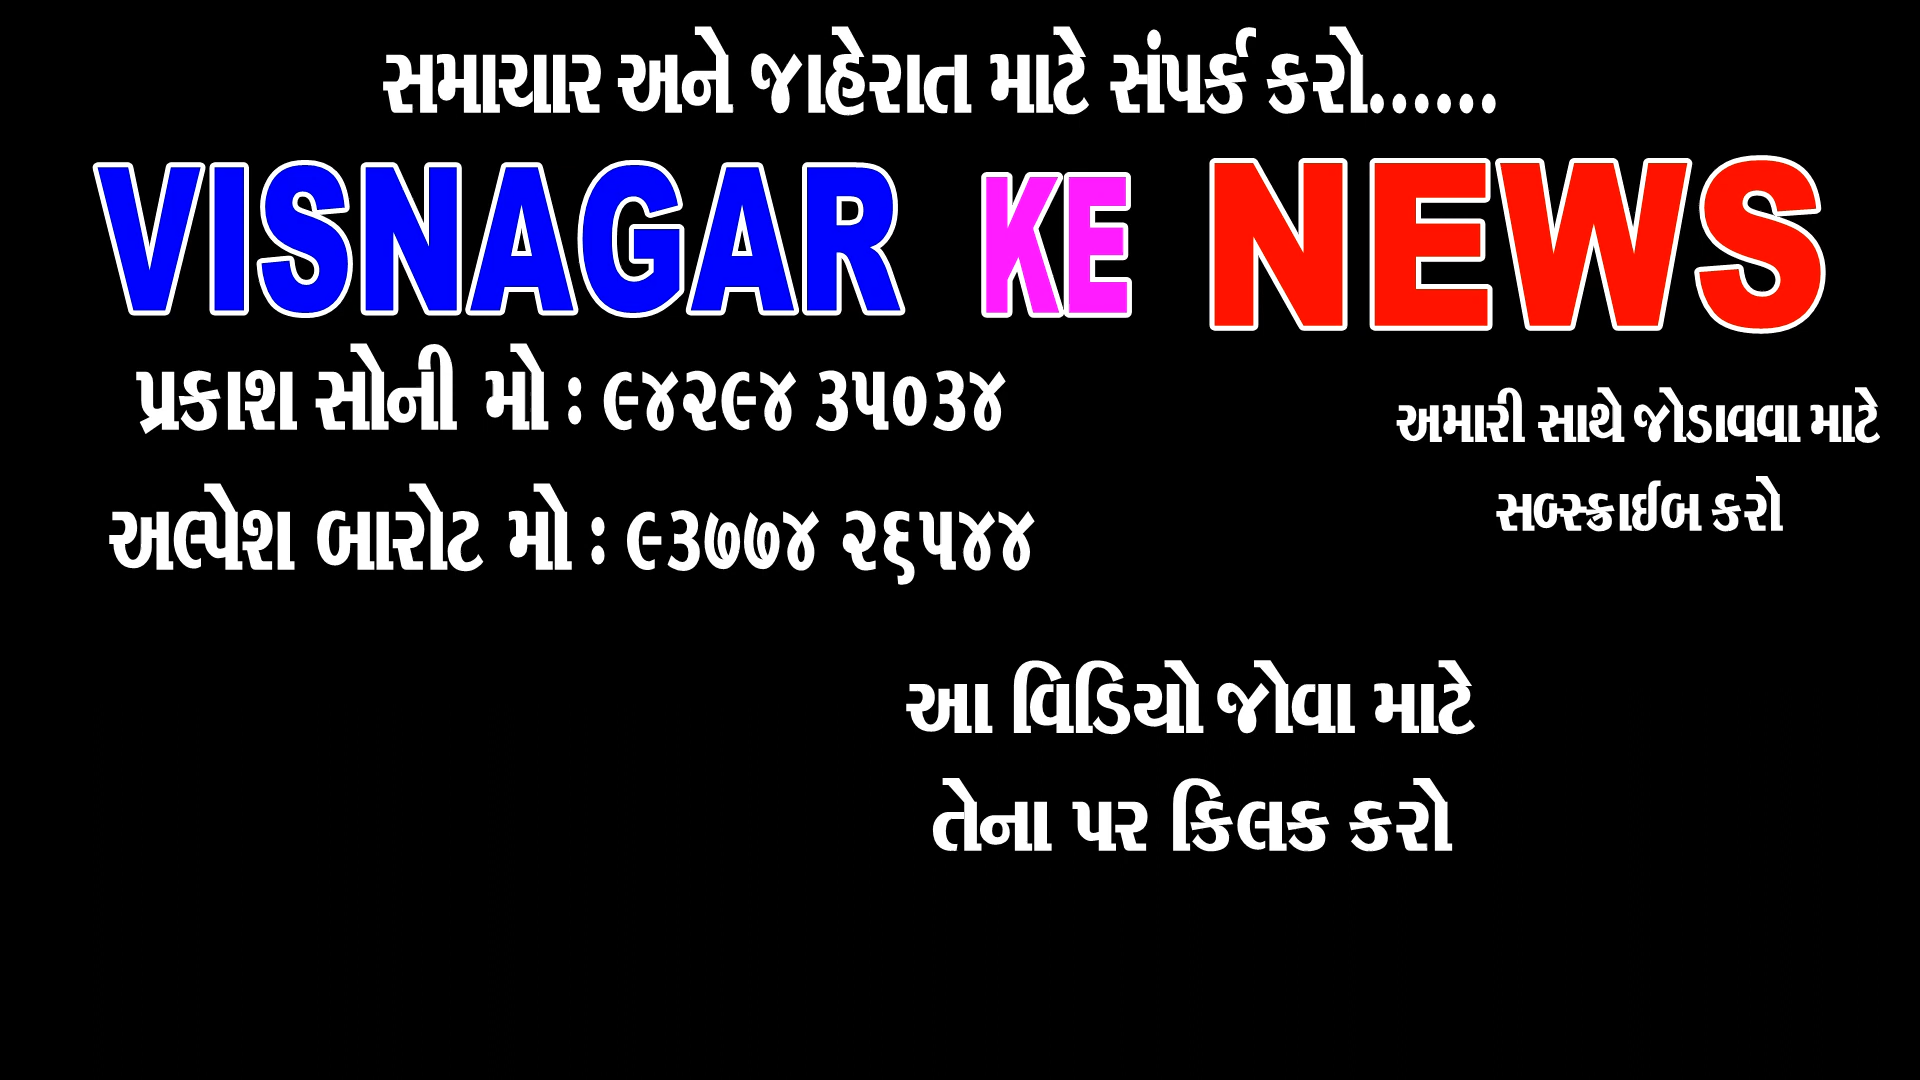 સમાચાર અને જાહેરાત માટે સંપર્ક કરો......
VISNAGAR KE NEWS
પ્રકાશ સોની મો : ૯૪૨૯૪ ૩૫૦૩૪
અલ્પેશ બારોટ મો : ૯૩૭૭૪ ૨૬૫૪૪
અમારી સાથે જોડાવવા માટે
સબ્સ્ક્રાઈબ કરો
આ વિડિયો જોવા માટે
તેના પર કિલક કરો